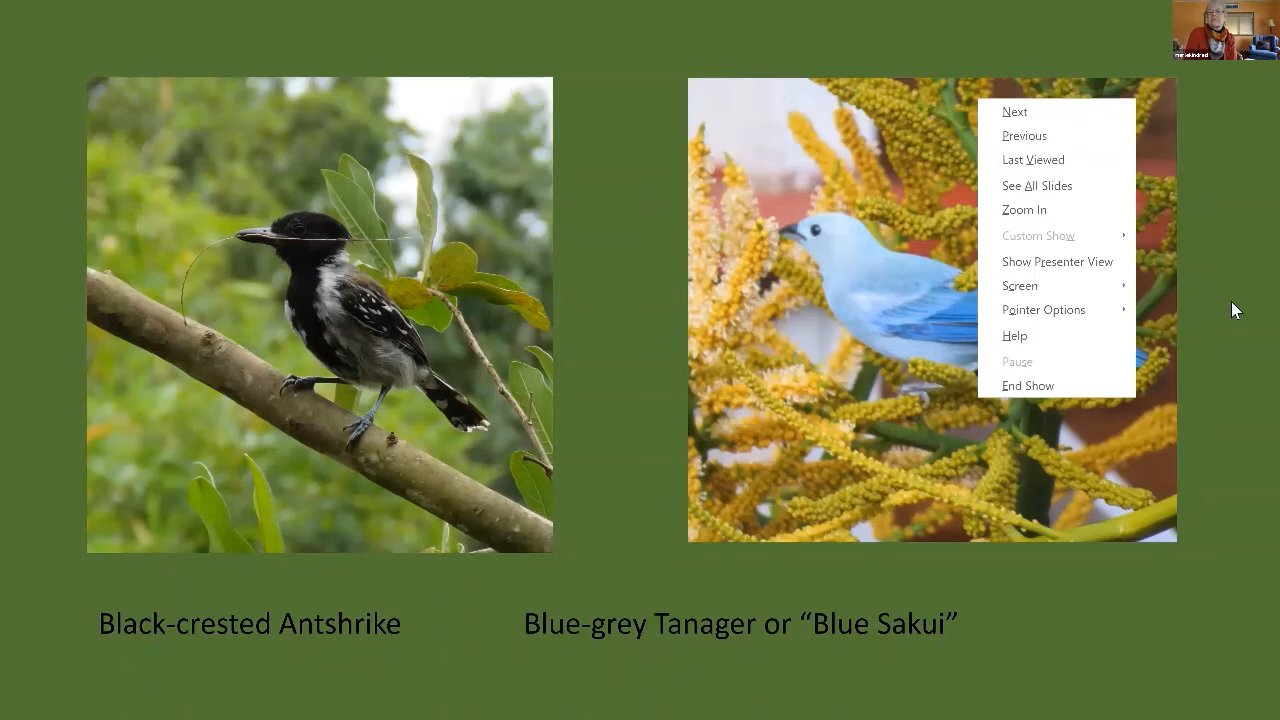 Next
Previous
Last Viewed
See All Slides
Zoom In
Custom Show
Show Presenter View
Screen
Pointer Options
Help
Pause
End Show
Black-crested Antshrike
Blue-grey Tanager or “Blue Sakui”